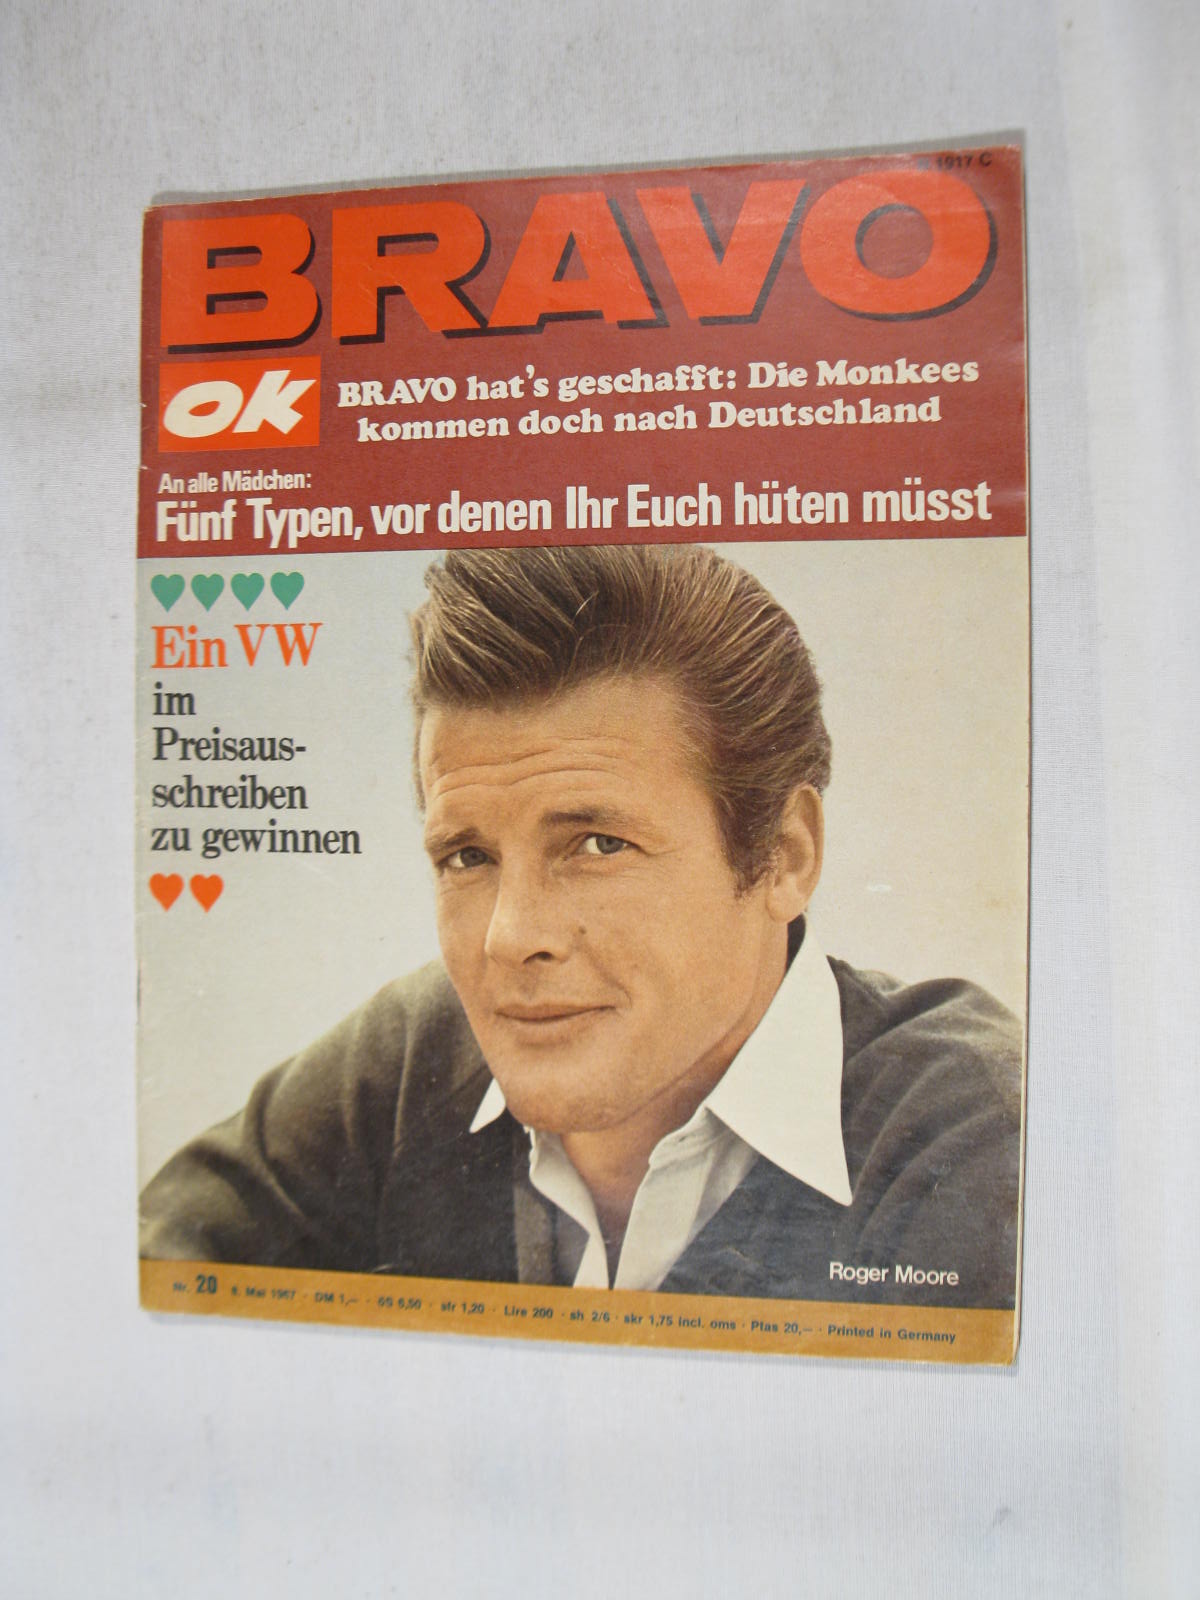 1917 C
BRAVO
ok
BRAVO hat's geschafft: Die Monkees
kommen doch nach Deutschland
An alle Mädchen:
Fünf Typen, vor denen Ihr Euch hüten müsst
Ein VW
im
Preisaus-
schreiben
zu gewinnen
Roger Moore
Nr. 20 8. Mai 1967 · DM 1,— · öS 6,50 · sfr 1,20 · Lire 200 · sh 2/6 · skr 1,75 incl. oms · Ptas 20,— · Printed in Germany